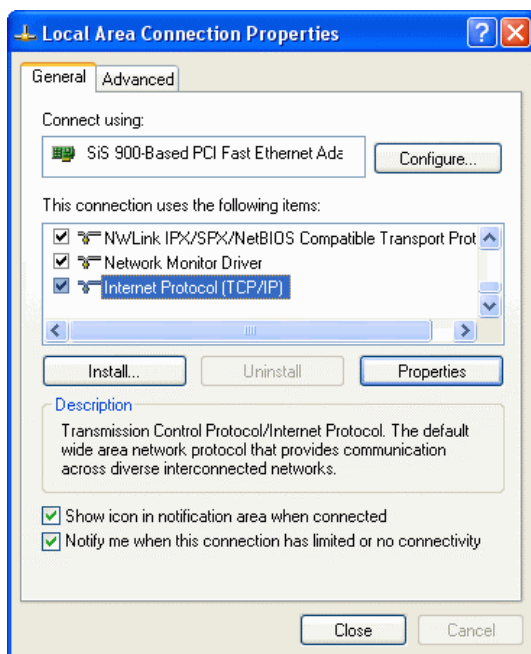 Local Area Connection Properties
General Advanced
Connect using:
SiS 900-Based PCI Fast Ethernet Ada
Configure...
This connection uses the following items:
NWLink IPX/SPX/NetBIOS Compatible Transport Prot
Network Monitor Driver
Internet Protocol (TCP/IP)
Install... Uninstall Properties
Description
Transmission Control Protocol/Internet Protocol. The default
wide area network protocol that provides communication
across diverse interconnected networks.
Show icon in notification area when connected
Notify me when this connection has limited or no connectivity
Close Cancel